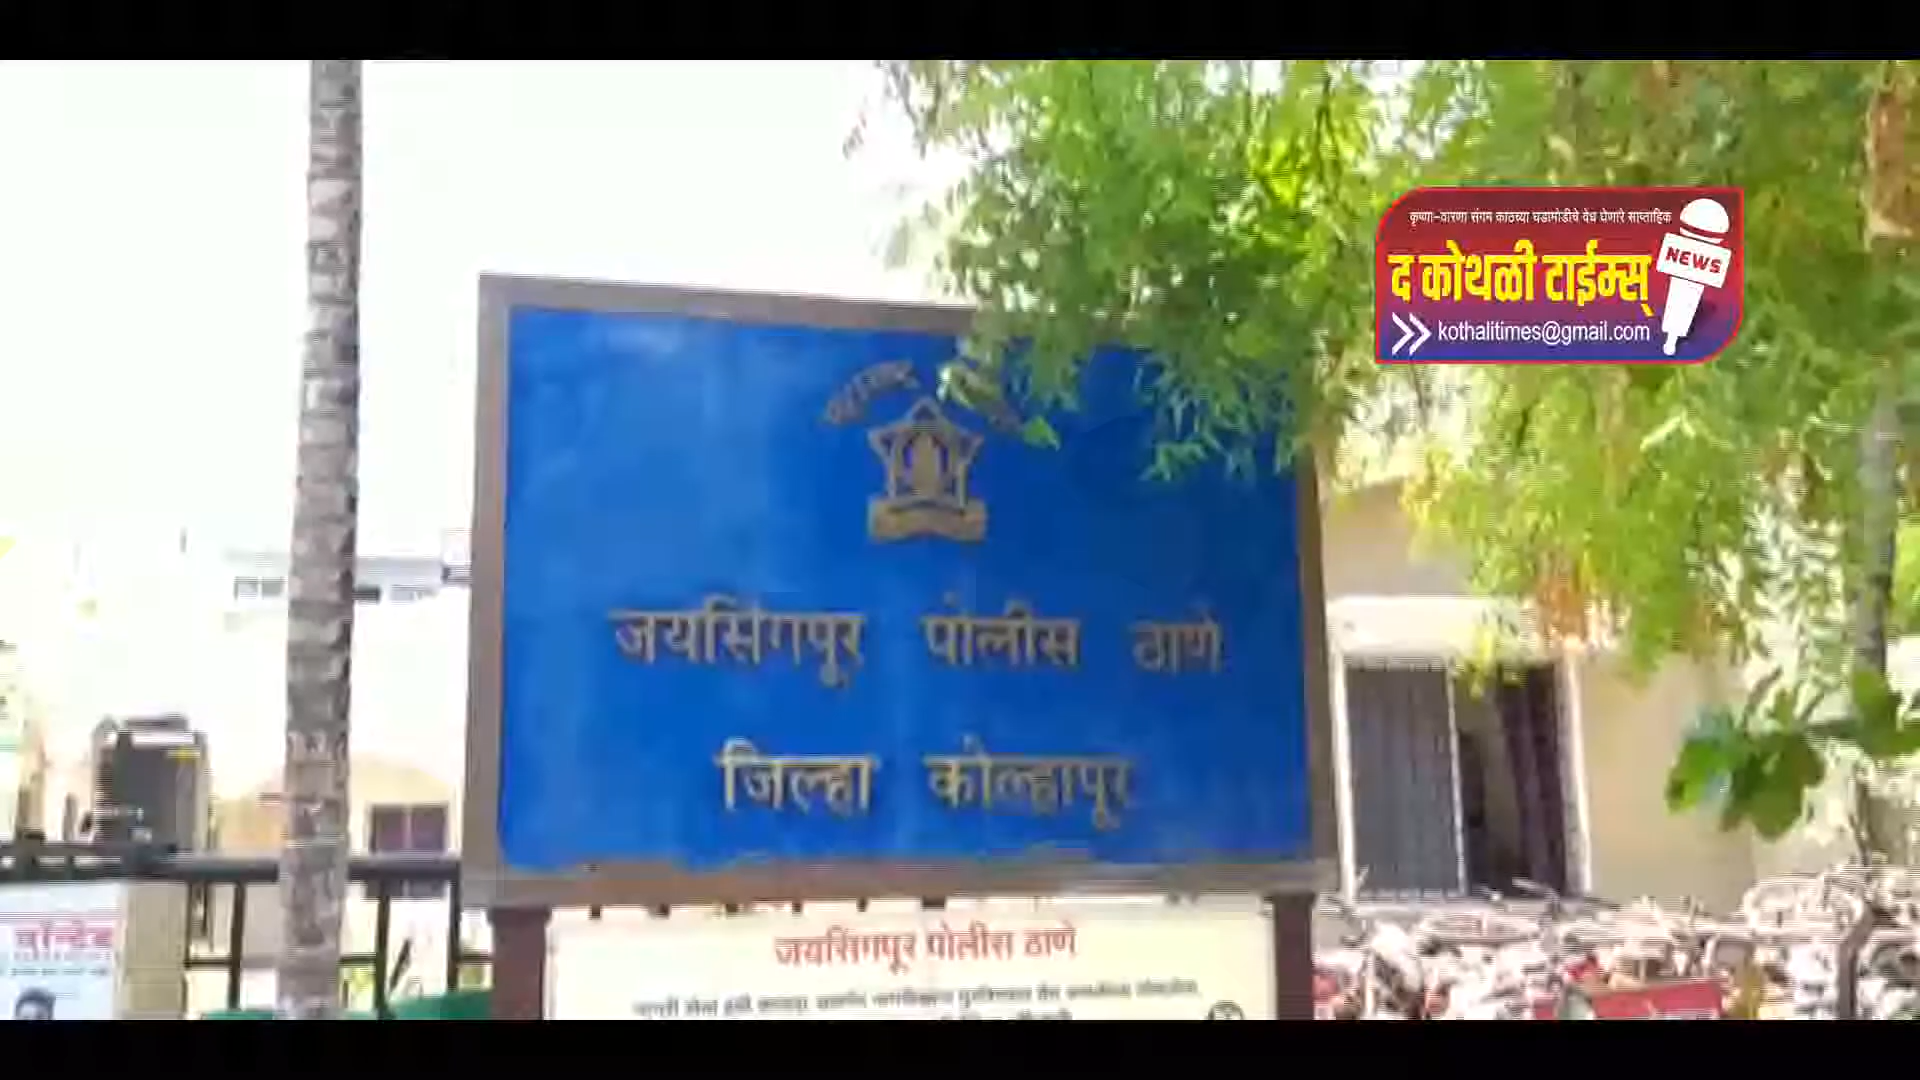 कृष्णा-वारणा संगम काठच्या घडामोडींचे वेध घेणारे साप्ताहिक
द कोथळी टाईम्स्
NEWS
kothalitimes@gmail.com
जयसिंगपूर पोलीस ठाणे
जिल्हा कोल्हापूर
जयसिंगपूर पोलीस ठाणे